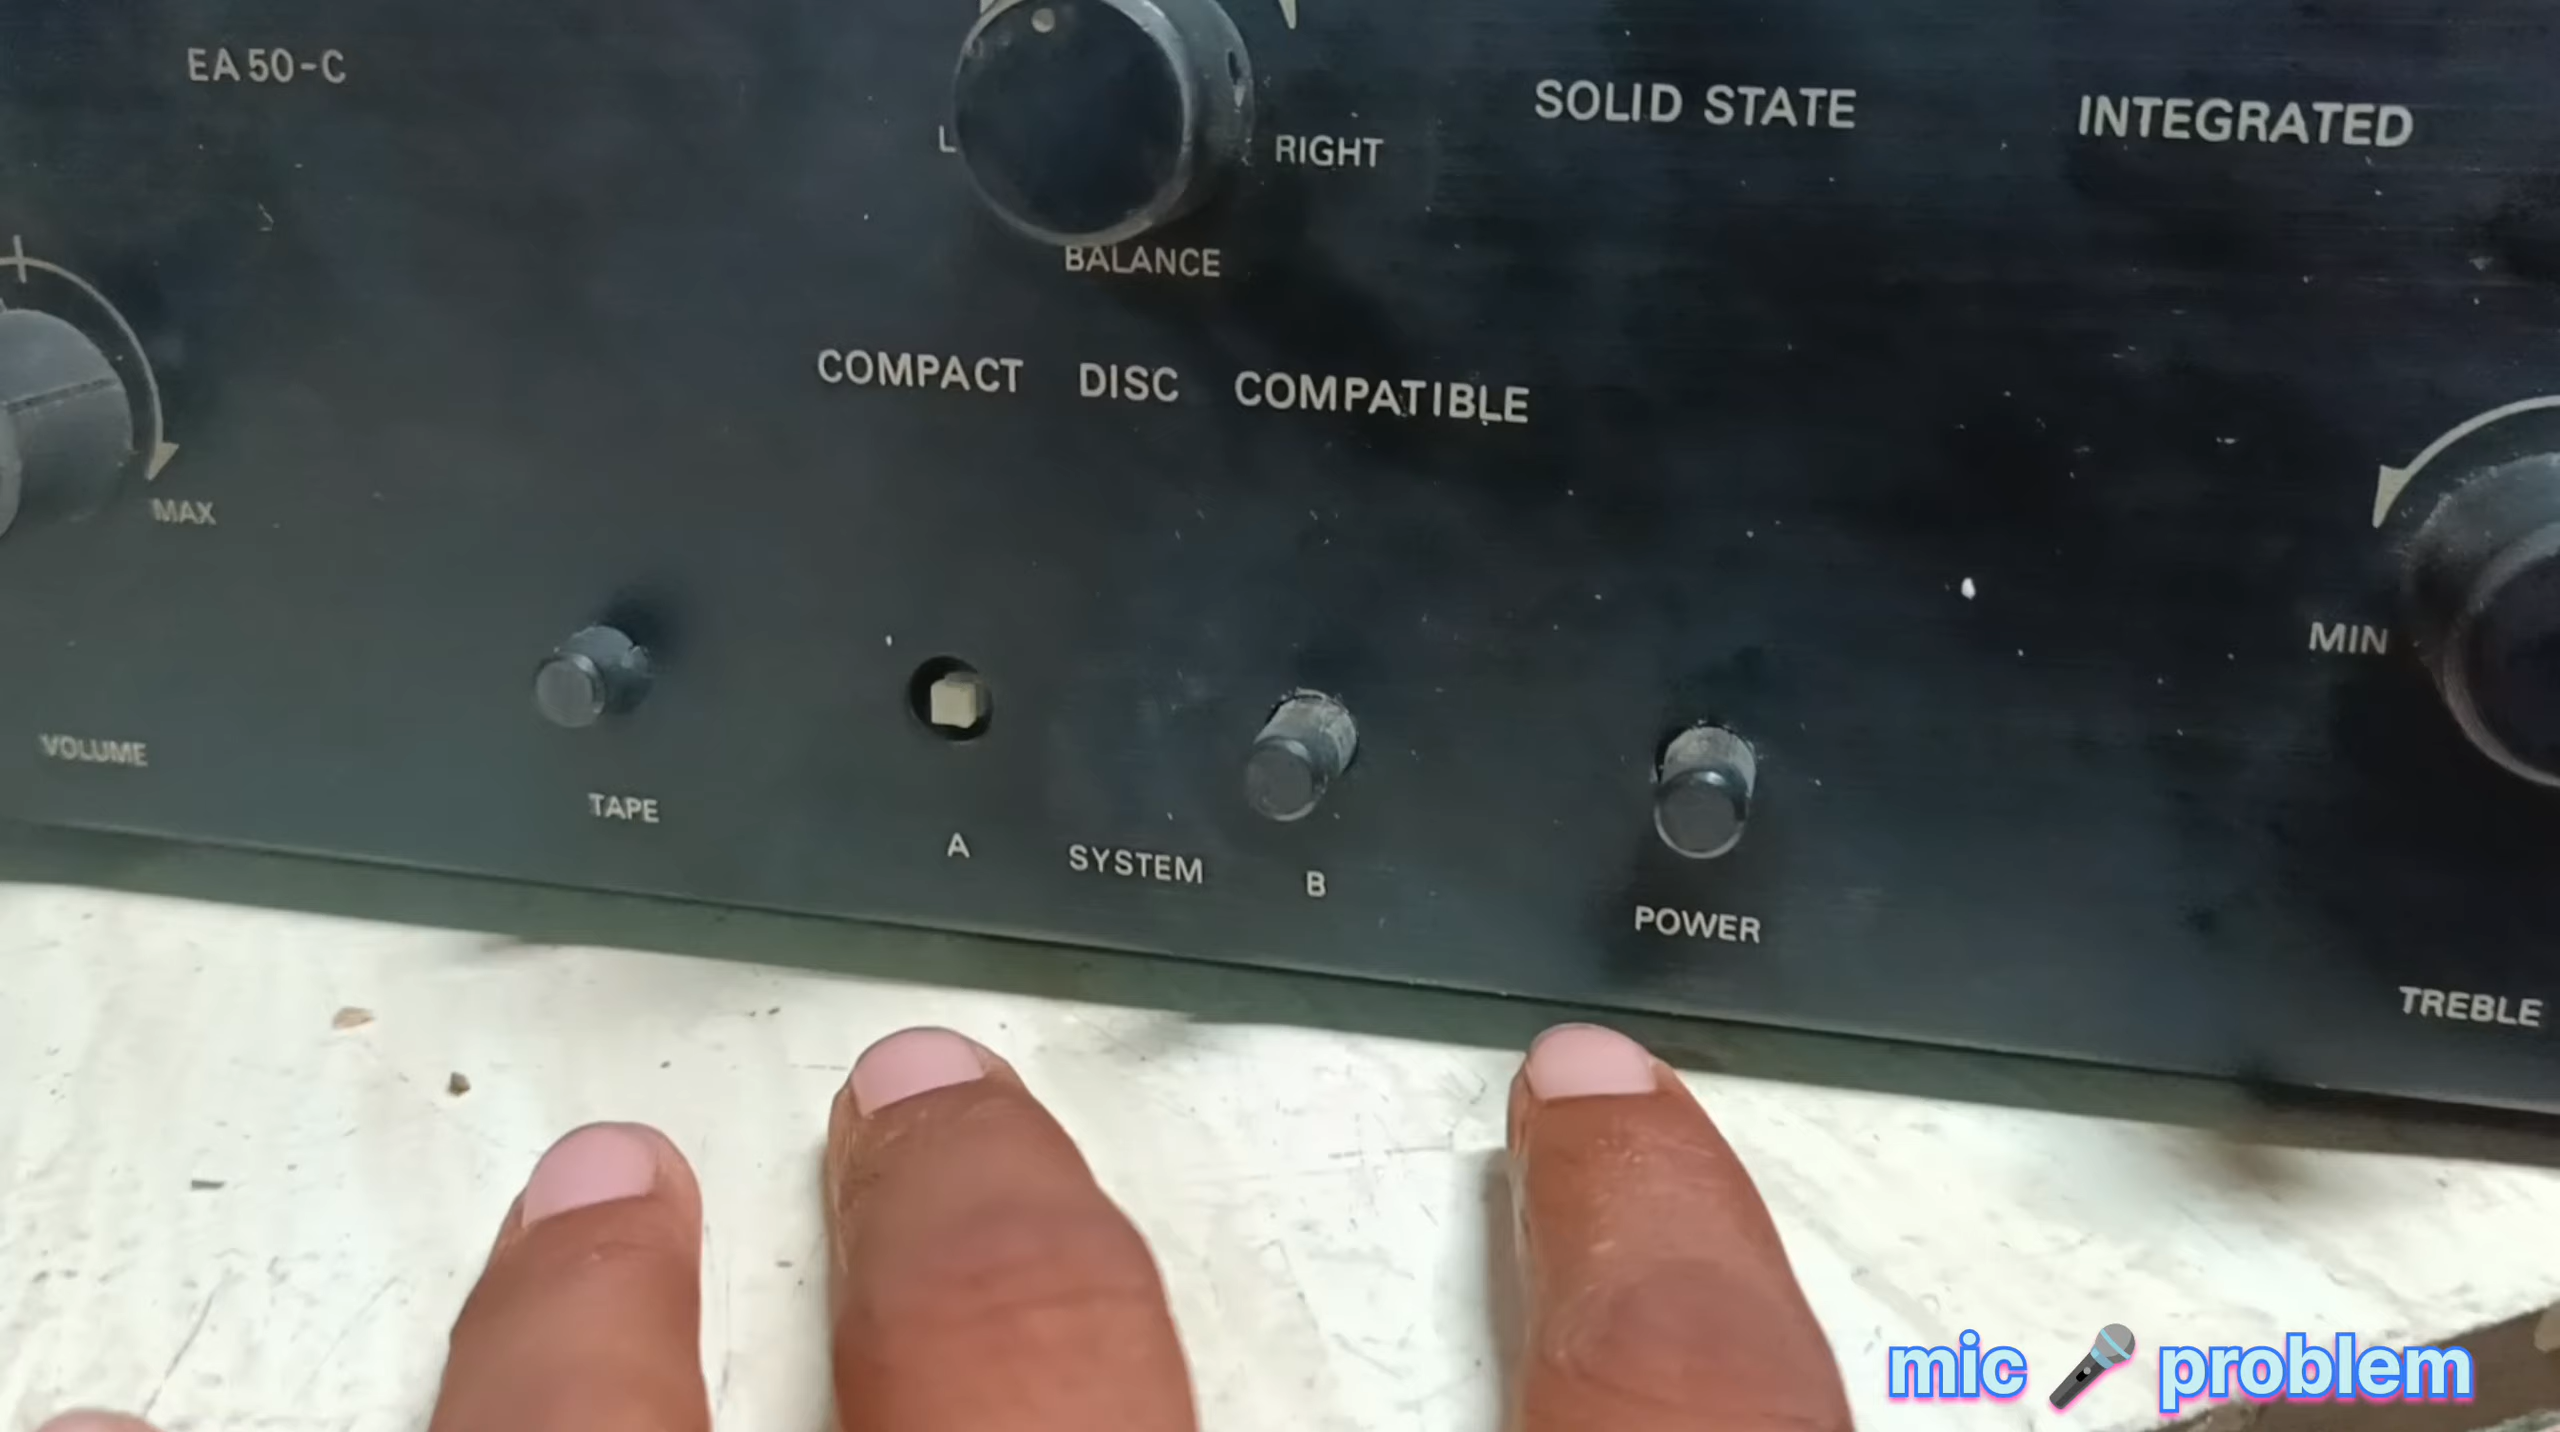 EA50-C
SOLID STATE
INTEGRATED
L
RIGHT
BALANCE
COMPACT DISC COMPATIBLE
MAX
MIN
VOLUME
TAPE
A
SYSTEM
B
POWER
TREBLE
mic 🎤 problem